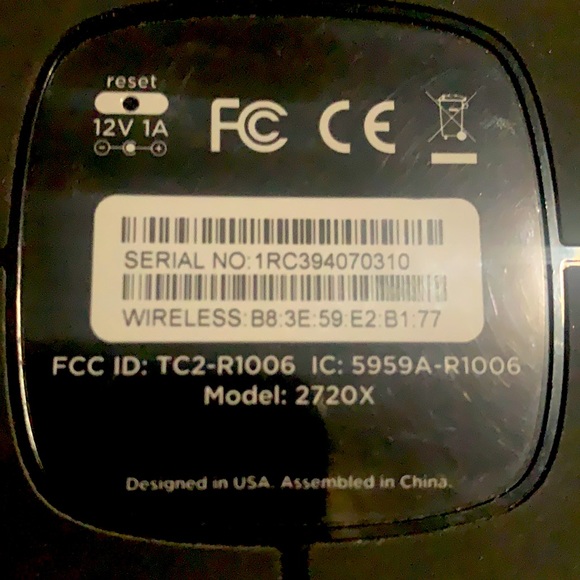 reset
12V 1A
FC CE
SERIAL NO:1RC394070310
WIRELESS:B8:3E:59:E2:B1:77
FCC ID: TC2-R1006 IC: 5959A-R1006
Model: 2720X
Designed in USA. Assembled in China.